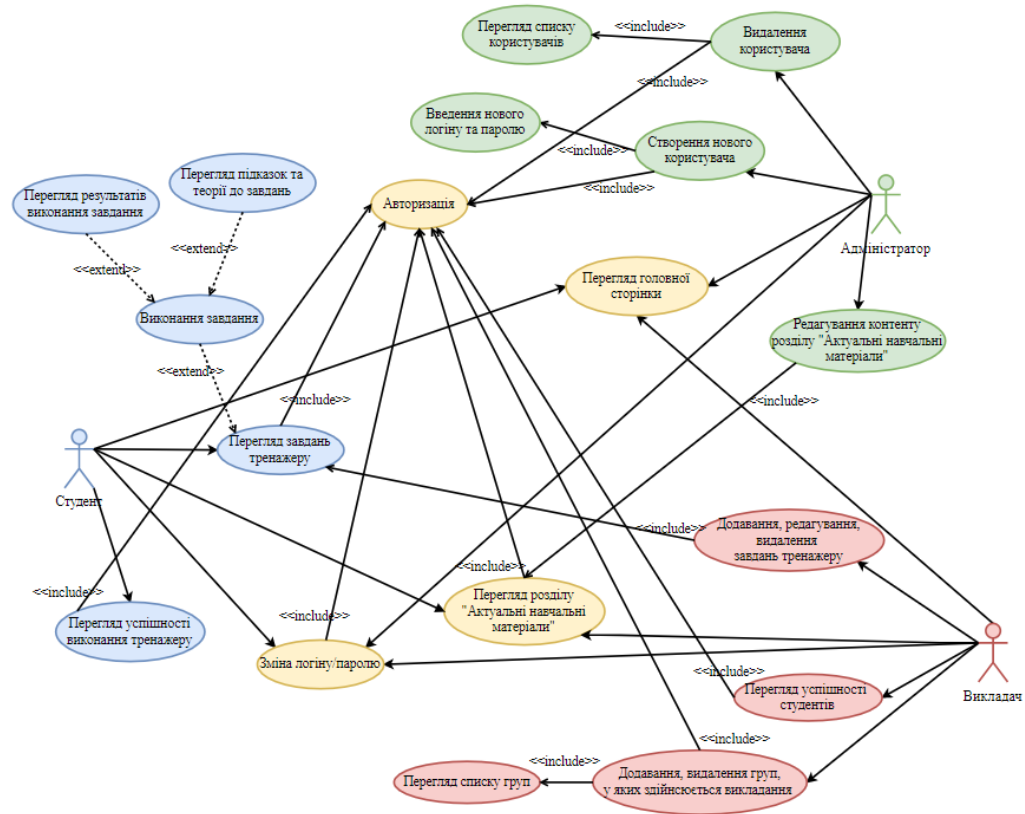 Перегляд списку
користувачів
<<include>>
Видалення
користувача
<<include>>
Введення нового
логіну та паролю
<<include>>
Створення нового
користувача
<<include>>
Перегляд підказок та
теорії до завдань
Перегляд результатів
виконання завдання
Авторизація
Адміністратор
<<extend>>
<<extend>>
Перегляд головної
сторінки
Виконання завдання
Редагування контенту
розділу "Актуальні навчальні
матеріали"
<<extend>>
<<include>>
<<include>>
Перегляд завдань
тренажеру
Студент
<<include>>
Додавання, редагування,
видалення
завдань тренажеру
<<include>>
<<include>>
Перегляд розділу
"Актуальні навчальні
матеріали"
<<include>>
Перегляд успішності
виконання тренажеру
Зміна логіну/паролю
<<include>>
Перегляд успішності
студентів
Викладач
<<include>>
<<include>>
Перегляд списку груп
Додавання, видалення груп,
у яких здійнсюється викладання